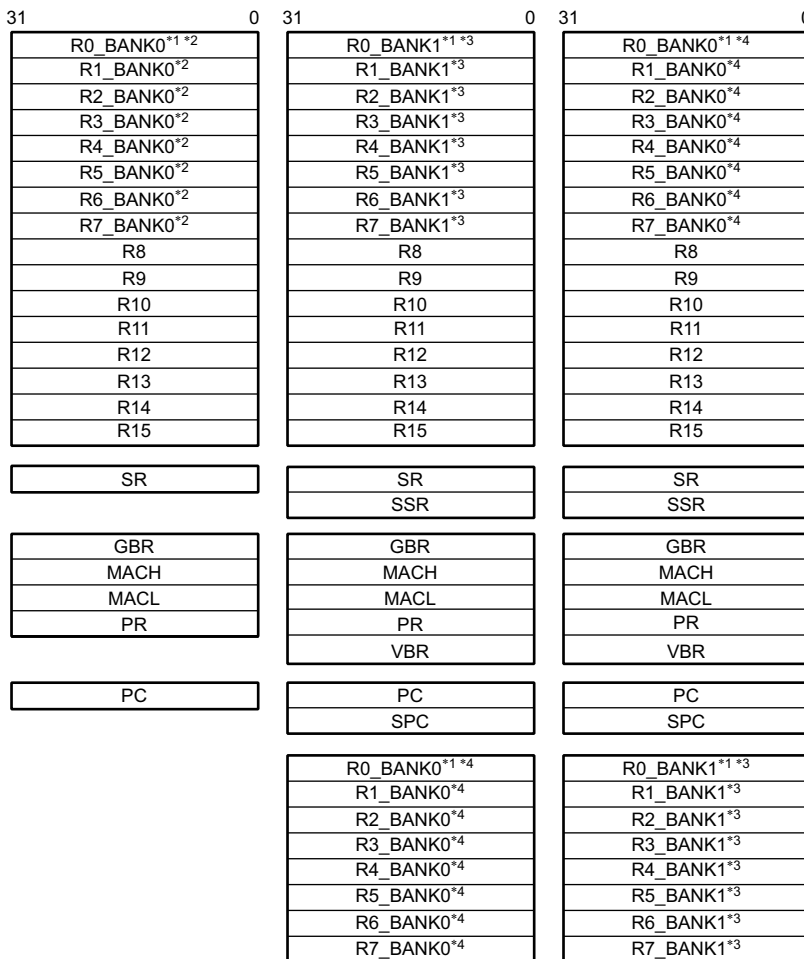 31 0 31 0 31 0
R0_BANK0*1 *2 R0_BANK1*1 *3 R0_BANK0*1 *4
R1_BANK0*2 R1_BANK1*3 R1_BANK0*4
R2_BANK0*2 R2_BANK1*3 R2_BANK0*4
R3_BANK0*2 R3_BANK1*3 R3_BANK0*4
R4_BANK0*2 R4_BANK1*3 R4_BANK0*4
R5_BANK0*2 R5_BANK1*3 R5_BANK0*4
R6_BANK0*2 R6_BANK1*3 R6_BANK0*4
R7_BANK0*2 R7_BANK1*3 R7_BANK0*4
R8 R8 R8
R9 R9 R9
R10 R10 R10
R11 R11 R11
R12 R12 R12
R13 R13 R13
R14 R14 R14
R15 R15 R15
SR SR SR
SSR SSR
GBR GBR GBR
MACH MACH MACH
MACL MACL MACL
PR PR PR
VBR VBR
PC PC PC
SPC SPC
R0_BANK0*1 *4 R0_BANK1*1 *3
R1_BANK0*4 R1_BANK1*3
R2_BANK0*4 R2_BANK1*3
R3_BANK0*4 R3_BANK1*3
R4_BANK0*4 R4_BANK1*3
R5_BANK0*4 R5_BANK1*3
R6_BANK0*4 R6_BANK1*3
R7_BANK0*4 R7_BANK1*3